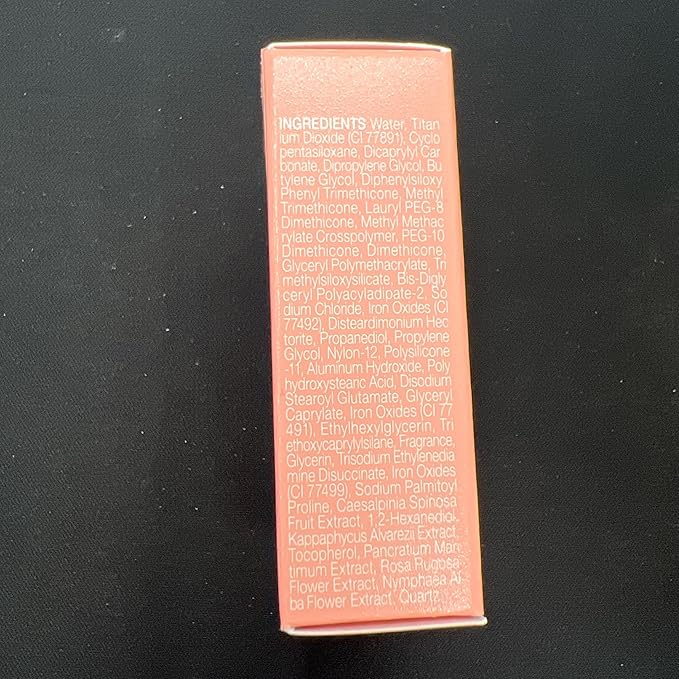 INGREDIENTS Water, Titan
ium Dioxide (CI 77891), Cyclo
pentasiloxane, Dicaprylyl Car
bonate, Dipropylene Glycol, Bu
tylene Glycol, Diphenylsiloxy
Phenyl Trimethicone, Methyl
Trimethicone, Lauryl PEG-8
Dimethicone, Methyl Methac
rylate Crosspolymer, PEG-10
Dimethicone, Dimethicone,
Glyceryl Polymethacrylate, Tri
methylsiloxysilicate, Bis-Digly
ceryl Polyacyladipate-2, So
dium Chloride, Iron Oxides (CI
77492), Disteardimonium Hec
torite, Propanediol, Propylene
Glycol, Nylon-12, Polysilicone
-11, Aluminum Hydroxide, Poly
hydroxystearic Acid, Disodium
Stearoyl Glutamate, Glyceryl
Caprylate, Iron Oxides (CI 77
491), Ethylhexylglycerin, Tri
ethoxycaprylylsilane, Fragrance,
Glycerin, Trisodium Ethylenedia
mine Disuccinate, Iron Oxides
(CI 77499), Sodium Palmitoyl
Proline, Caesalpinia Spinosa
Fruit Extract, 1,2-Hexanediol,
Kappaphycus Alvarezii Extract,
Tocopherol, Pancratium Mari
timum Extract, Rosa Rugosa
Flower Extract, Nymphaea Al
ba Flower Extract, Quartz